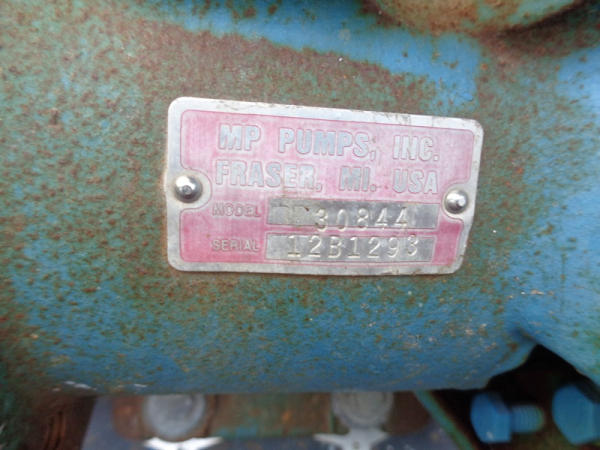 MP PUMPS, INC.
FRASER, MI. USA
MODEL 30844
SERIAL 12B1293